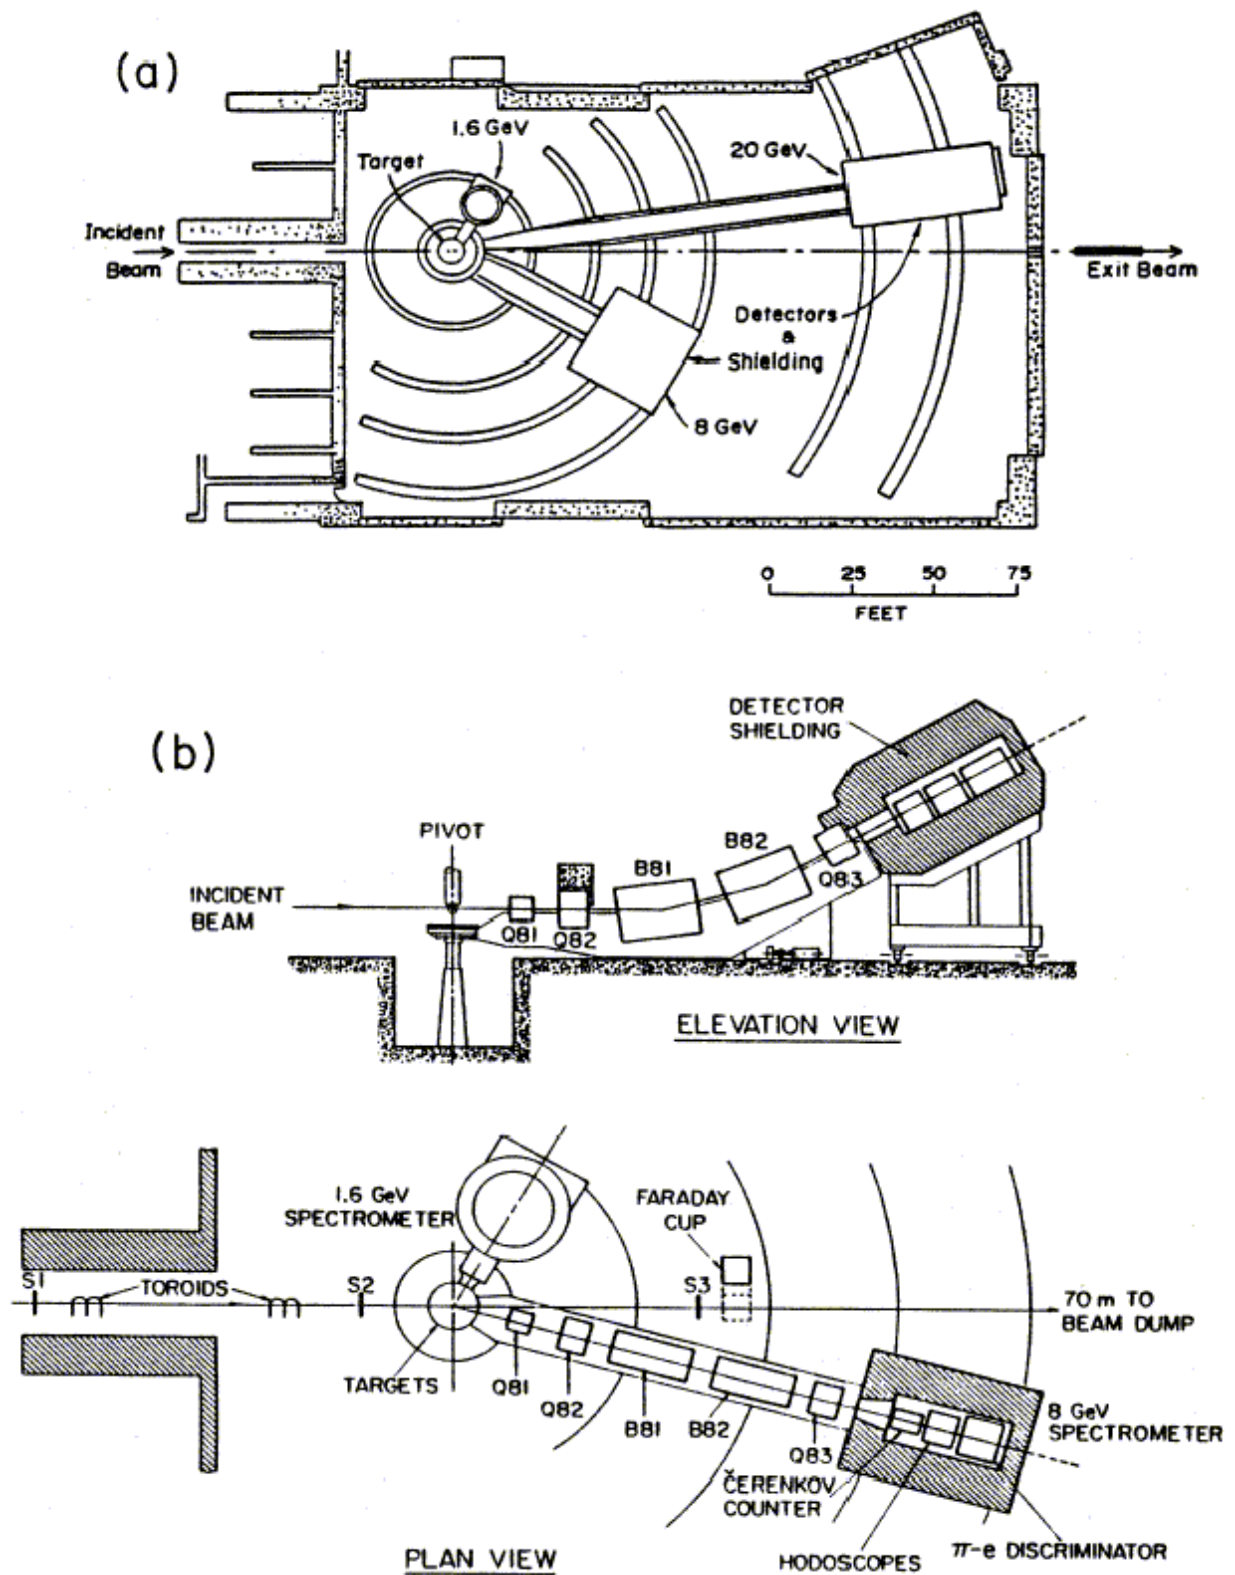 (a)
1.6 GeV
Target
20 GeV
Incident
Beam
Exit Beam
Detectors
&
Shielding
8 GeV
0 25 50 75
FEET
(b)
DETECTOR
SHIELDING
PIVOT
B82
B81
INCIDENT
BEAM
Q81
Q82
Q83
ELEVATION VIEW
1.6 GeV
SPECTROMETER
FARADAY
CUP
S1
TOROIDS
S2
S3
70 m TO
BEAM DUMP
TARGETS
Q81
Q82
B81
B82
Q83
8 GeV
SPECTROMETER
ČERENKOV
COUNTER
HODOSCOPES
π-e DISCRIMINATOR
PLAN VIEW